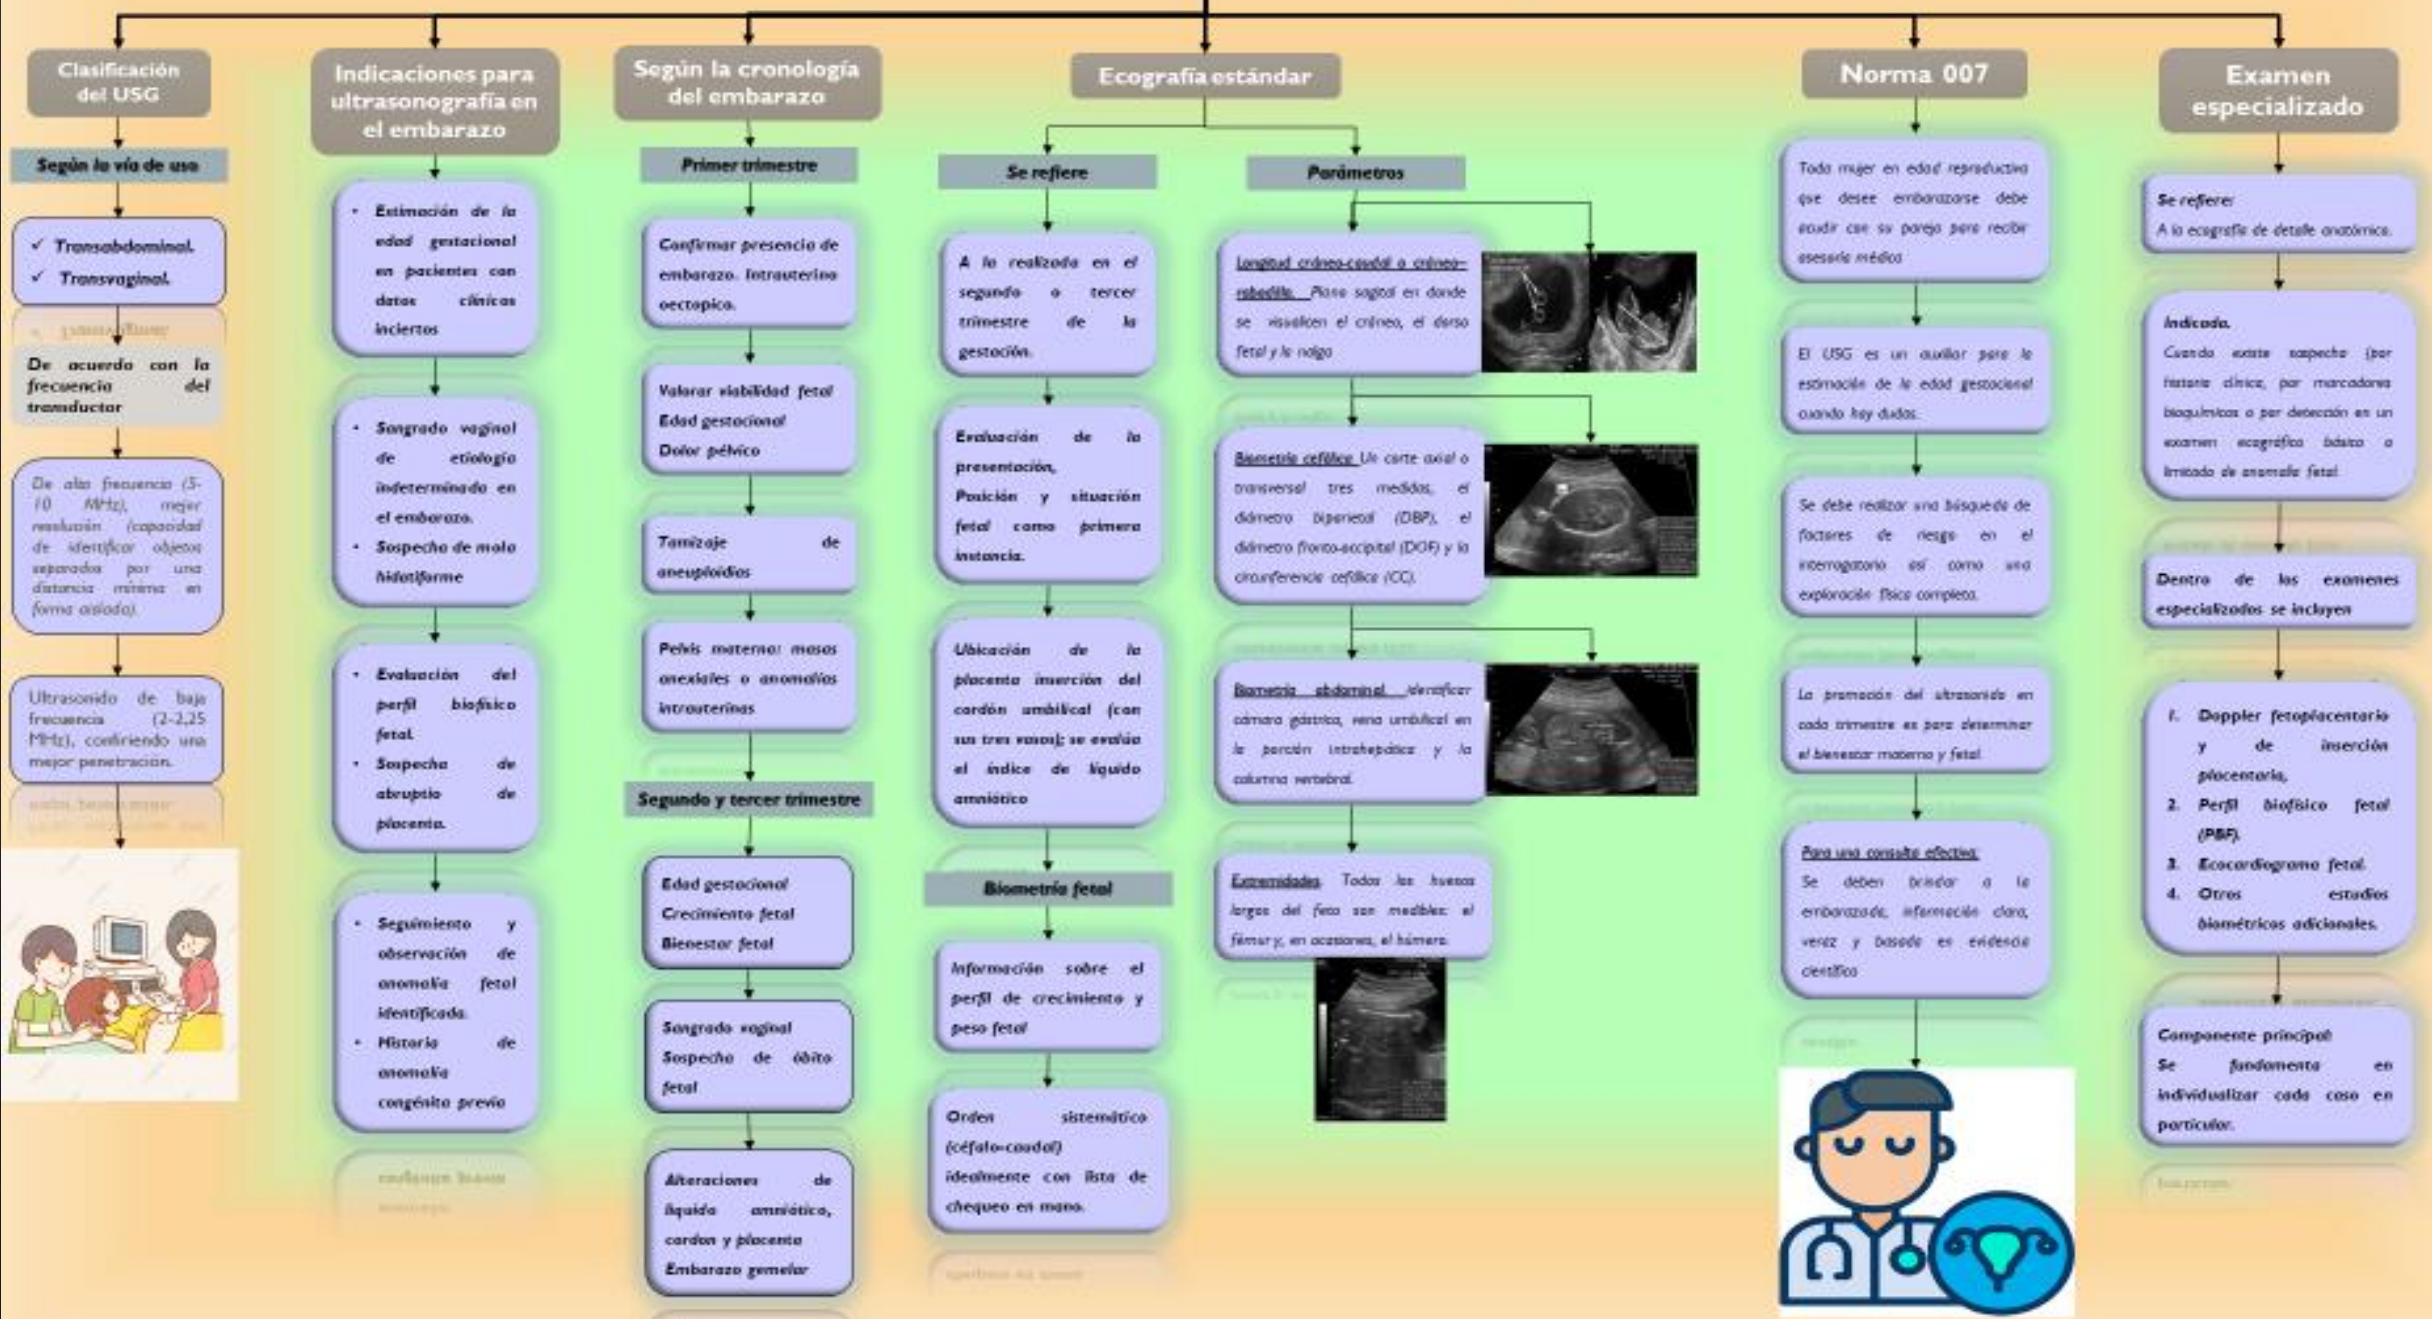 Clasificación
del USG
Según la vía de uso
✓ Transabdominal.
✓ Transvaginal.
De acuerdo con la
frecuencia del
transductor
De alta frecuencia (5-
10 MHz), mejor
resolución (capacidad
de identificar objetos
separados por una
distancia mínima en
forma aislada).
Ultrasonido de baja
frecuencia (2-2,25
MHz), confiriendo una
mejor penetración.
Indicaciones para
ultrasonografía en
el embarazo
• Estimación de la
edad gestacional
en pacientes con
datos clínicos
inciertos
• Sangrado vaginal
de etiología
indeterminada en
el embarazo.
• Sospecha de mola
hidatiforme
• Evaluación del
perfil biofísico
fetal.
• Sospecha de
abruptio de
placenta.
• Seguimiento y
observación de
anomalía fetal
identificada.
• Historia de
anomalía
congénita previa
Según la cronología
del embarazo
Primer trimestre
Confirmar presencia de
embarazo. Intrauterino
oectopico.
Valorar viabilidad fetal
Edad gestacional
Dolor pélvico
Tamizaje de
aneuploidías
Pelvis materna: masas
anexiales o anomalías
intrauterinas
Segundo y tercer trimestre
Edad gestacional
Crecimiento fetal
Bienestar fetal
Sangrado vaginal
Sospecha de óbito
fetal
Alteraciones de
líquido amniótico,
cordon y placenta
Embarazo gemelar
Ecografía estándar
Se refiere
A la realizada en el
segundo o tercer
trimestre de la
gestación.
Evaluación de la
presentación,
Posición y situación
fetal como primera
instancia.
Ubicación de la
placenta inserción del
cordón umbilical (con
sus tres vasos); se evalúa
el índice de líquido
amniótico
Biometría fetal
Información sobre el
perfil de crecimiento y
peso fetal
Orden sistemático
(céfalo-caudal)
idealmente con lista de
chequeo en mano.
Parámetros
Longitud cráneo-caudal o cráneo-
rabadilla. Plano sagital en donde
se visualicen el cráneo, el dorso
fetal y la nalga
Biometría cefálica Un corte axial o
transversal tres medidas, el
diámetro biparietal (DBP), el
diámetro fronto-occipital (DOF) y la
circunferencia cefálica (CC).
Biometría abdominal. Identificar
cámara gástrica, vena umbilical en
la porción intrahepática y la
columna vertebral.
Extremidades. Todos los huesos
largos del feto son medibles: el
fémur y, en ocasiones, el húmero.
Norma 007
Toda mujer en edad reproductiva
que desee embarazarse debe
acudir con su pareja para recibir
asesoría médica
El USG es un auxiliar para la
estimación de la edad gestacional
cuando hay dudas.
Se debe realizar una búsqueda de
factores de riesgo en el
interrogatorio así como una
exploración física completa.
La promoción del ultrasonido en
cada trimestre es para determinar
el bienestar materno y fetal.
Para una consulta efectiva:
Se deben brindar a la
embarazada, información clara,
veraz y basada en evidencia
científica
Examen
especializado
Se refiere:
A la ecografía de detalle anatómico.
Indicada.
Cuando existe sospecha (por
historia clínica, por marcadores
bioquímicos o por detección en un
examen ecográfico básico o
limitado de anomalía fetal.
Dentro de los examenes
especializados se incluyen
1. Doppler fetoplacentario
y de inserción
placentaria,
2. Perfil biofísico fetal
(PBF).
3. Ecocardiograma fetal.
4. Otros estudios
biométricos adicionales.
Componente principal:
Se fundamenta en
individualizar cada caso en
particular.